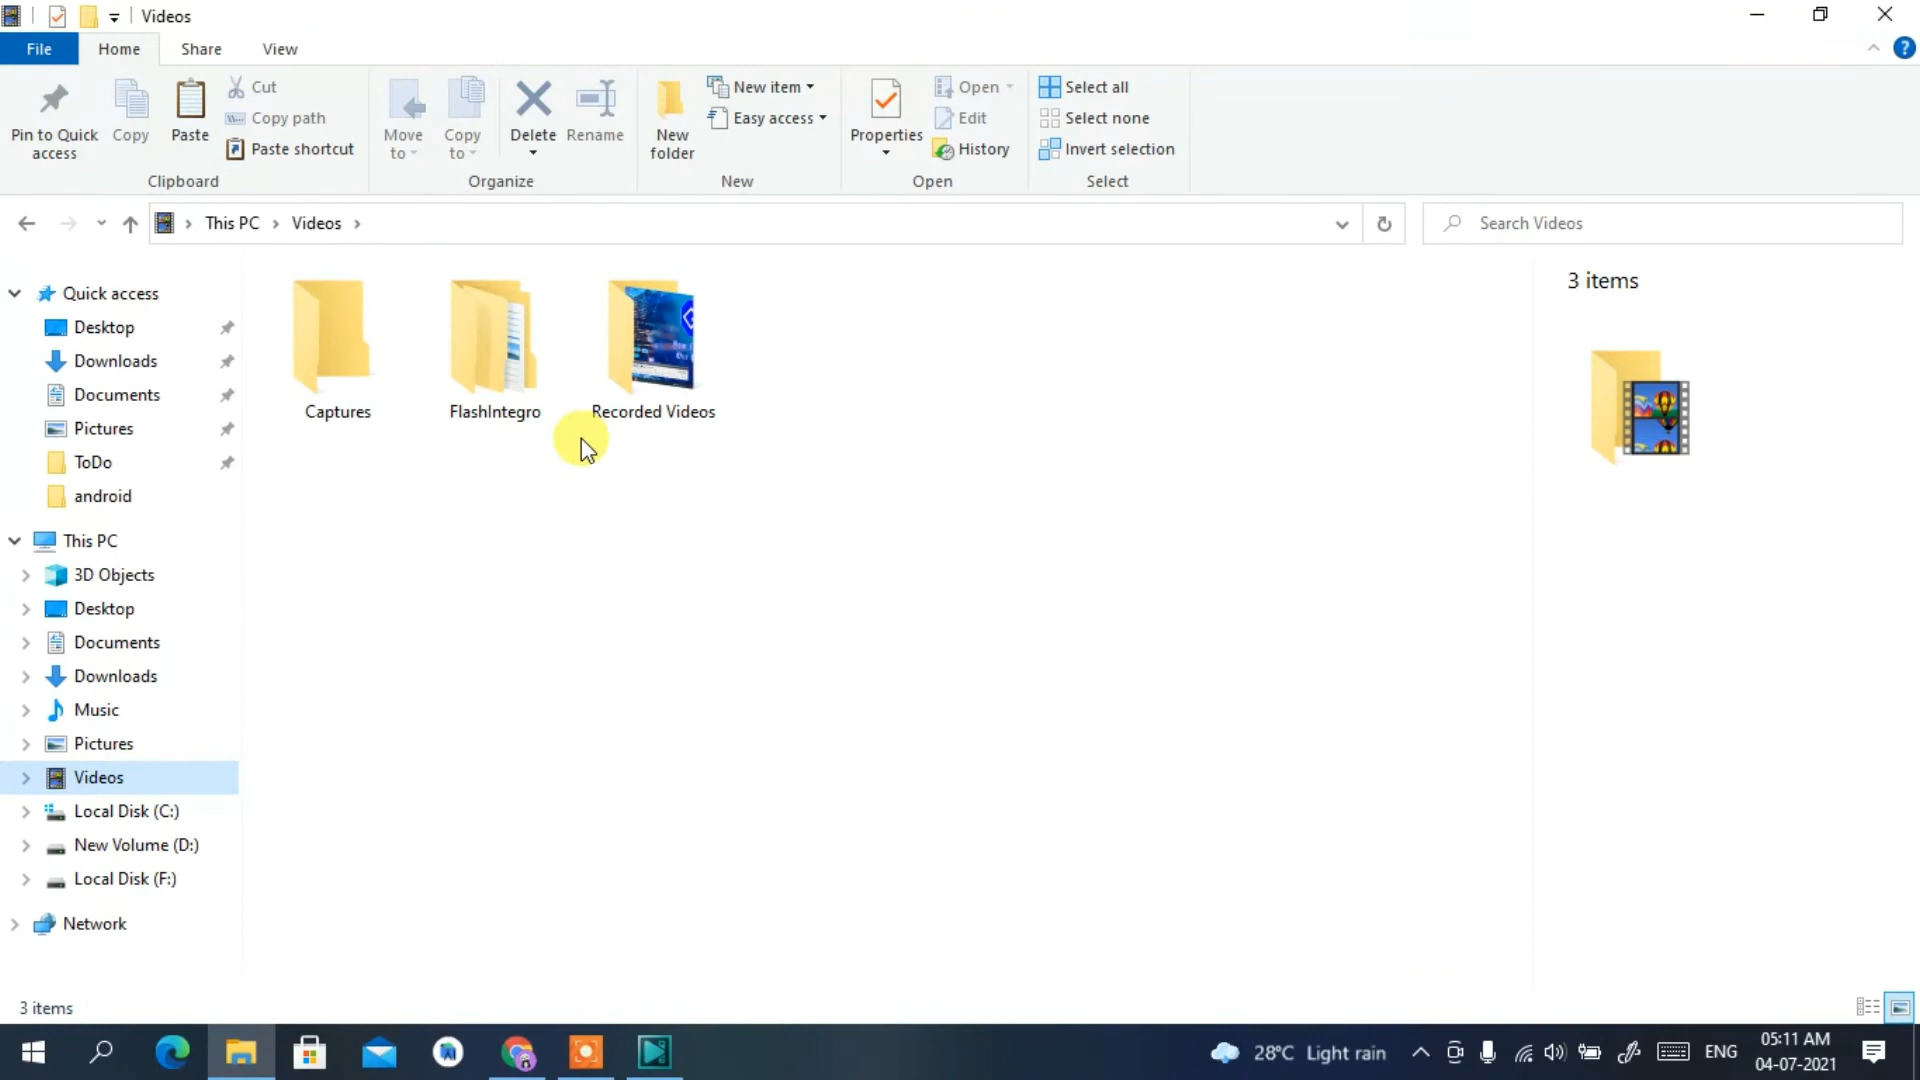 Videos
File
Home
Share
View
Pin to Quick
access
Copy
Paste
Cut
Copy path
Paste shortcut
Clipboard
Move
to
Copy
to
Delete
Rename
Organize
New
folder
New item
Easy access
New
Properties
Open
Edit
History
Open
Select all
Select none
Invert selection
Select
This PC
Videos
Search Videos
Quick access
Desktop
Downloads
Documents
Pictures
ToDo
android
This PC
3D Objects
Desktop
Documents
Downloads
Music
Pictures
Videos
Local Disk (C:)
New Volume (D:)
Local Disk (F:)
Network
Captures
FlashIntegro
Recorded Videos
3 items
3 items
28°C Light rain
ENG
05:11 AM
04-07-2021